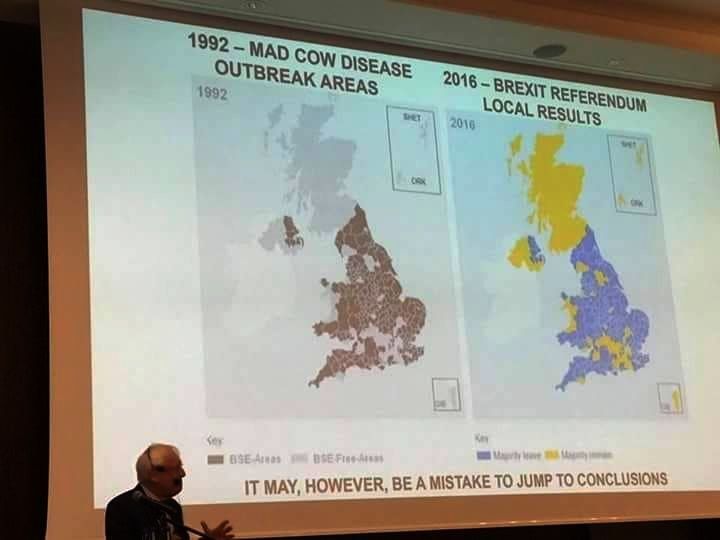 1992 – MAD COW DISEASE
OUTBREAK AREAS
2016 – BREXIT REFERENDUM
LOCAL RESULTS
1992
SHET
ORK
2016
SHET
ORK
GIB
Key
BSE-Areas
BSE Free-Areas
Key
Majority leave
Majority remain
IT MAY, HOWEVER, BE A MISTAKE TO JUMP TO CONCLUSIONS